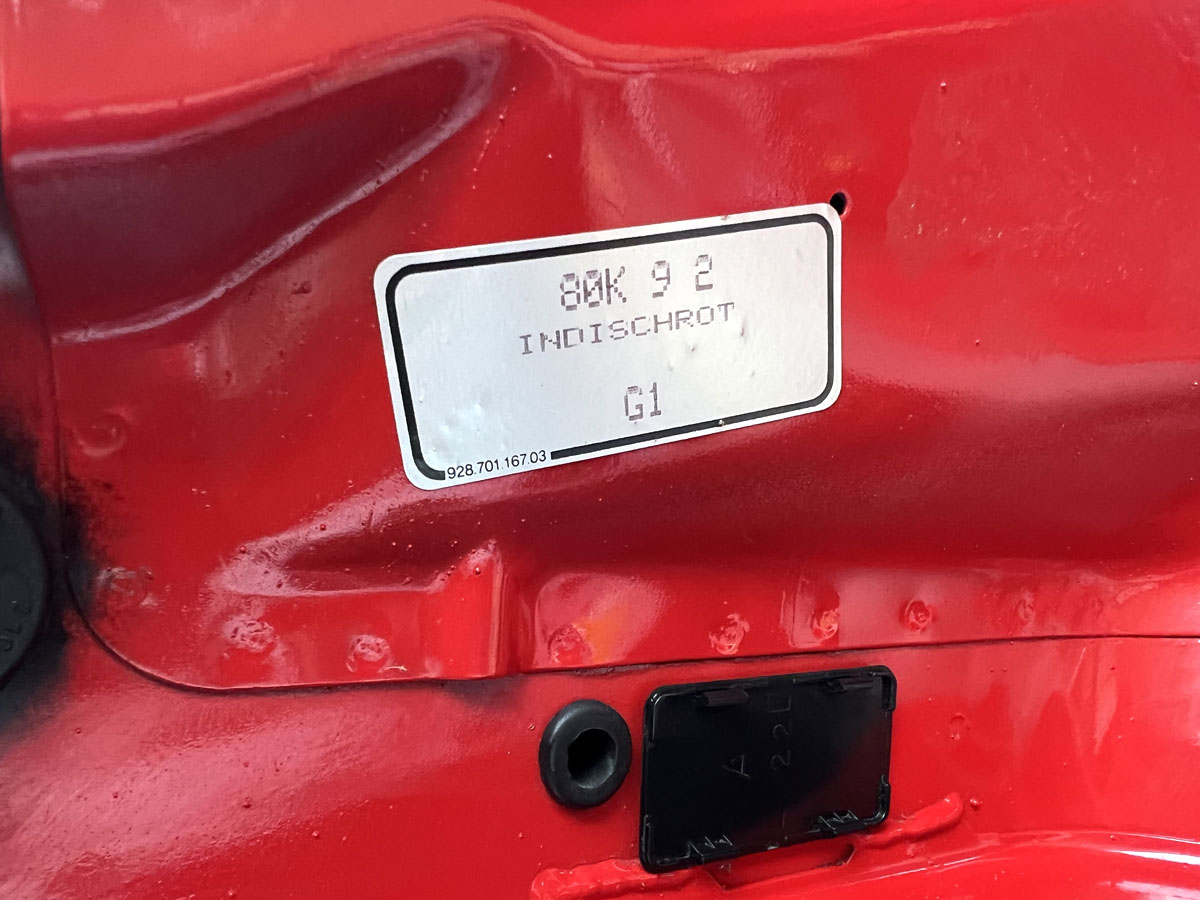 80K 9 2
INDISCHROT
G1
928.701.167.03
A